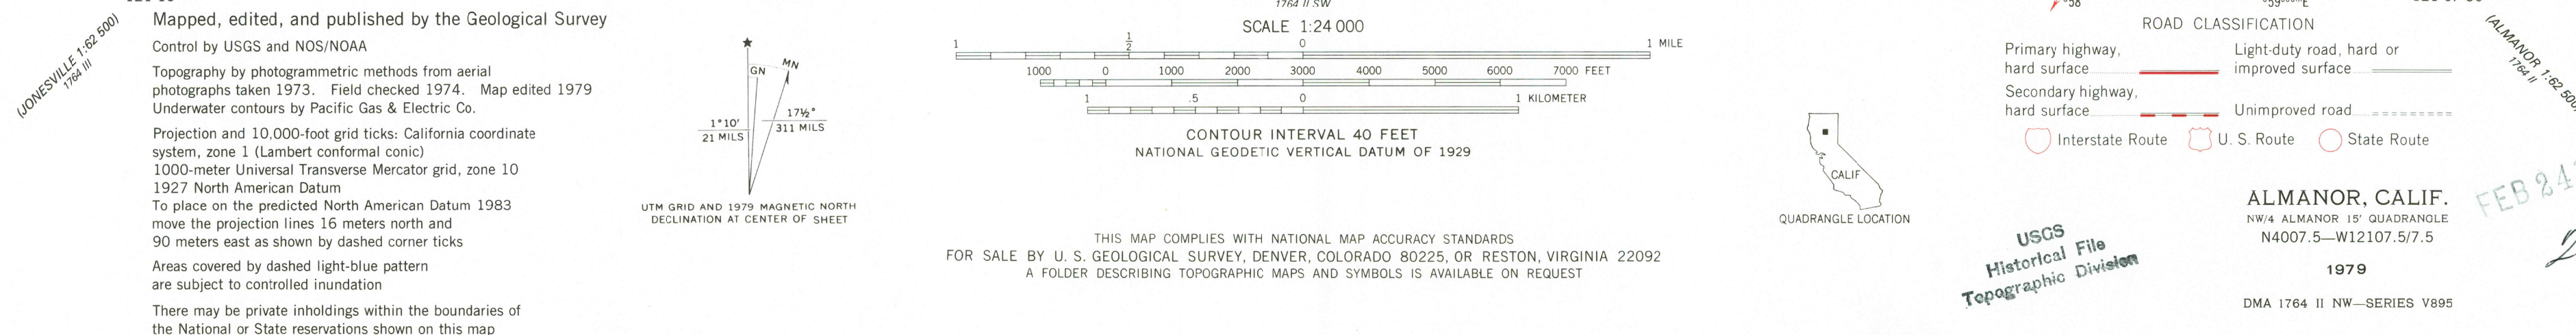 (JONESVILLE 1:62 500)
1764 III
Mapped, edited, and published by the Geological Survey
Control by USGS and NOS/NOAA
Topography by photogrammetric methods from aerial
photographs taken 1973. Field checked 1974. Map edited 1979
Underwater contours by Pacific Gas & Electric Co.
Projection and 10,000-foot grid ticks: California coordinate
system, zone 1 (Lambert conformal conic)
1000-meter Universal Transverse Mercator grid, zone 10
1927 North American Datum
To place on the predicted North American Datum 1983
move the projection lines 16 meters north and
90 meters east as shown by dashed corner ticks
Areas covered by dashed light-blue pattern
are subject to controlled inundation
There may be private inholdings within the boundaries of
the National or State reservations shown on this map
★
GN
MN
1°10′
21 MILS
17½°
311 MILS
UTM GRID AND 1979 MAGNETIC NORTH
DECLINATION AT CENTER OF SHEET
1764 II SW
SCALE 1:24 000
1 ½ 0 1 MILE
1000 0 1000 2000 3000 4000 5000 6000 7000 FEET
1 .5 0 1 KILOMETER
CONTOUR INTERVAL 40 FEET
NATIONAL GEODETIC VERTICAL DATUM OF 1929
THIS MAP COMPLIES WITH NATIONAL MAP ACCURACY STANDARDS
FOR SALE BY U. S. GEOLOGICAL SURVEY, DENVER, COLORADO 80225, OR RESTON, VIRGINIA 22092
A FOLDER DESCRIBING TOPOGRAPHIC MAPS AND SYMBOLS IS AVAILABLE ON REQUEST
CALIF
QUADRANGLE LOCATION
ROAD CLASSIFICATION
Primary highway,
hard surface
Light-duty road, hard or
improved surface
Secondary highway,
hard surface
Unimproved road
Interstate Route
U. S. Route
State Route
(ALMANOR 1:62 500)
1764 II
USGS
Historical File
Topographic Division
FEB 24
ALMANOR, CALIF.
NW/4 ALMANOR 15′ QUADRANGLE
N4007.5—W12107.5/7.5
1979
DMA 1764 II NW—SERIES V895